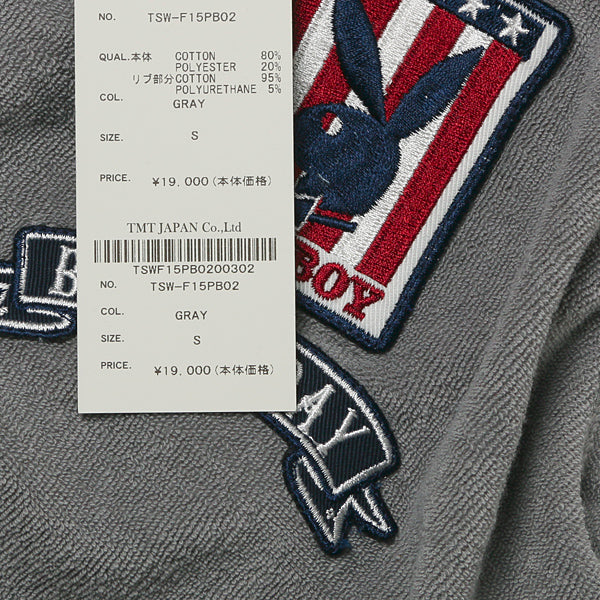 NO. TSW-F15PB02
QUAL. 本体 COTTON 80%
POLYESTER 20%
リブ部分 COTTON 95%
POLYURETHANE 5%
COL. GRAY
SIZE. S
PRICE. ¥19,000(本体価格)
TMT JAPAN Co.,Ltd
TSWF15PB0200302
NO. TSW-F15PB02
COL. GRAY
SIZE. S
PRICE. ¥19,000(本体価格)
BOY
AY